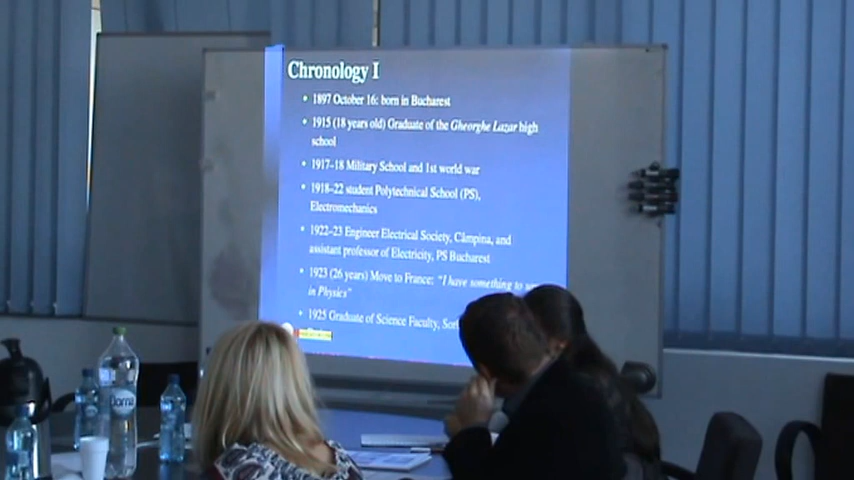 Chronology I
• 1897 October 16: born in Bucharest
• 1915 (18 years old) Graduate of the Gheorghe Lazar high
school
• 1917–18 Military School and 1st world war
• 1918–22 student Polytechnical School (PS),
Electromechanics
• 1922–23 Engineer Electrical Society, Câmpina, and
assistant professor of Electricity, PS Bucharest
• 1923 (26 years) Move to France: "I have something to
in Physics"
• 1925 Graduate of Science Faculty,
Dorna